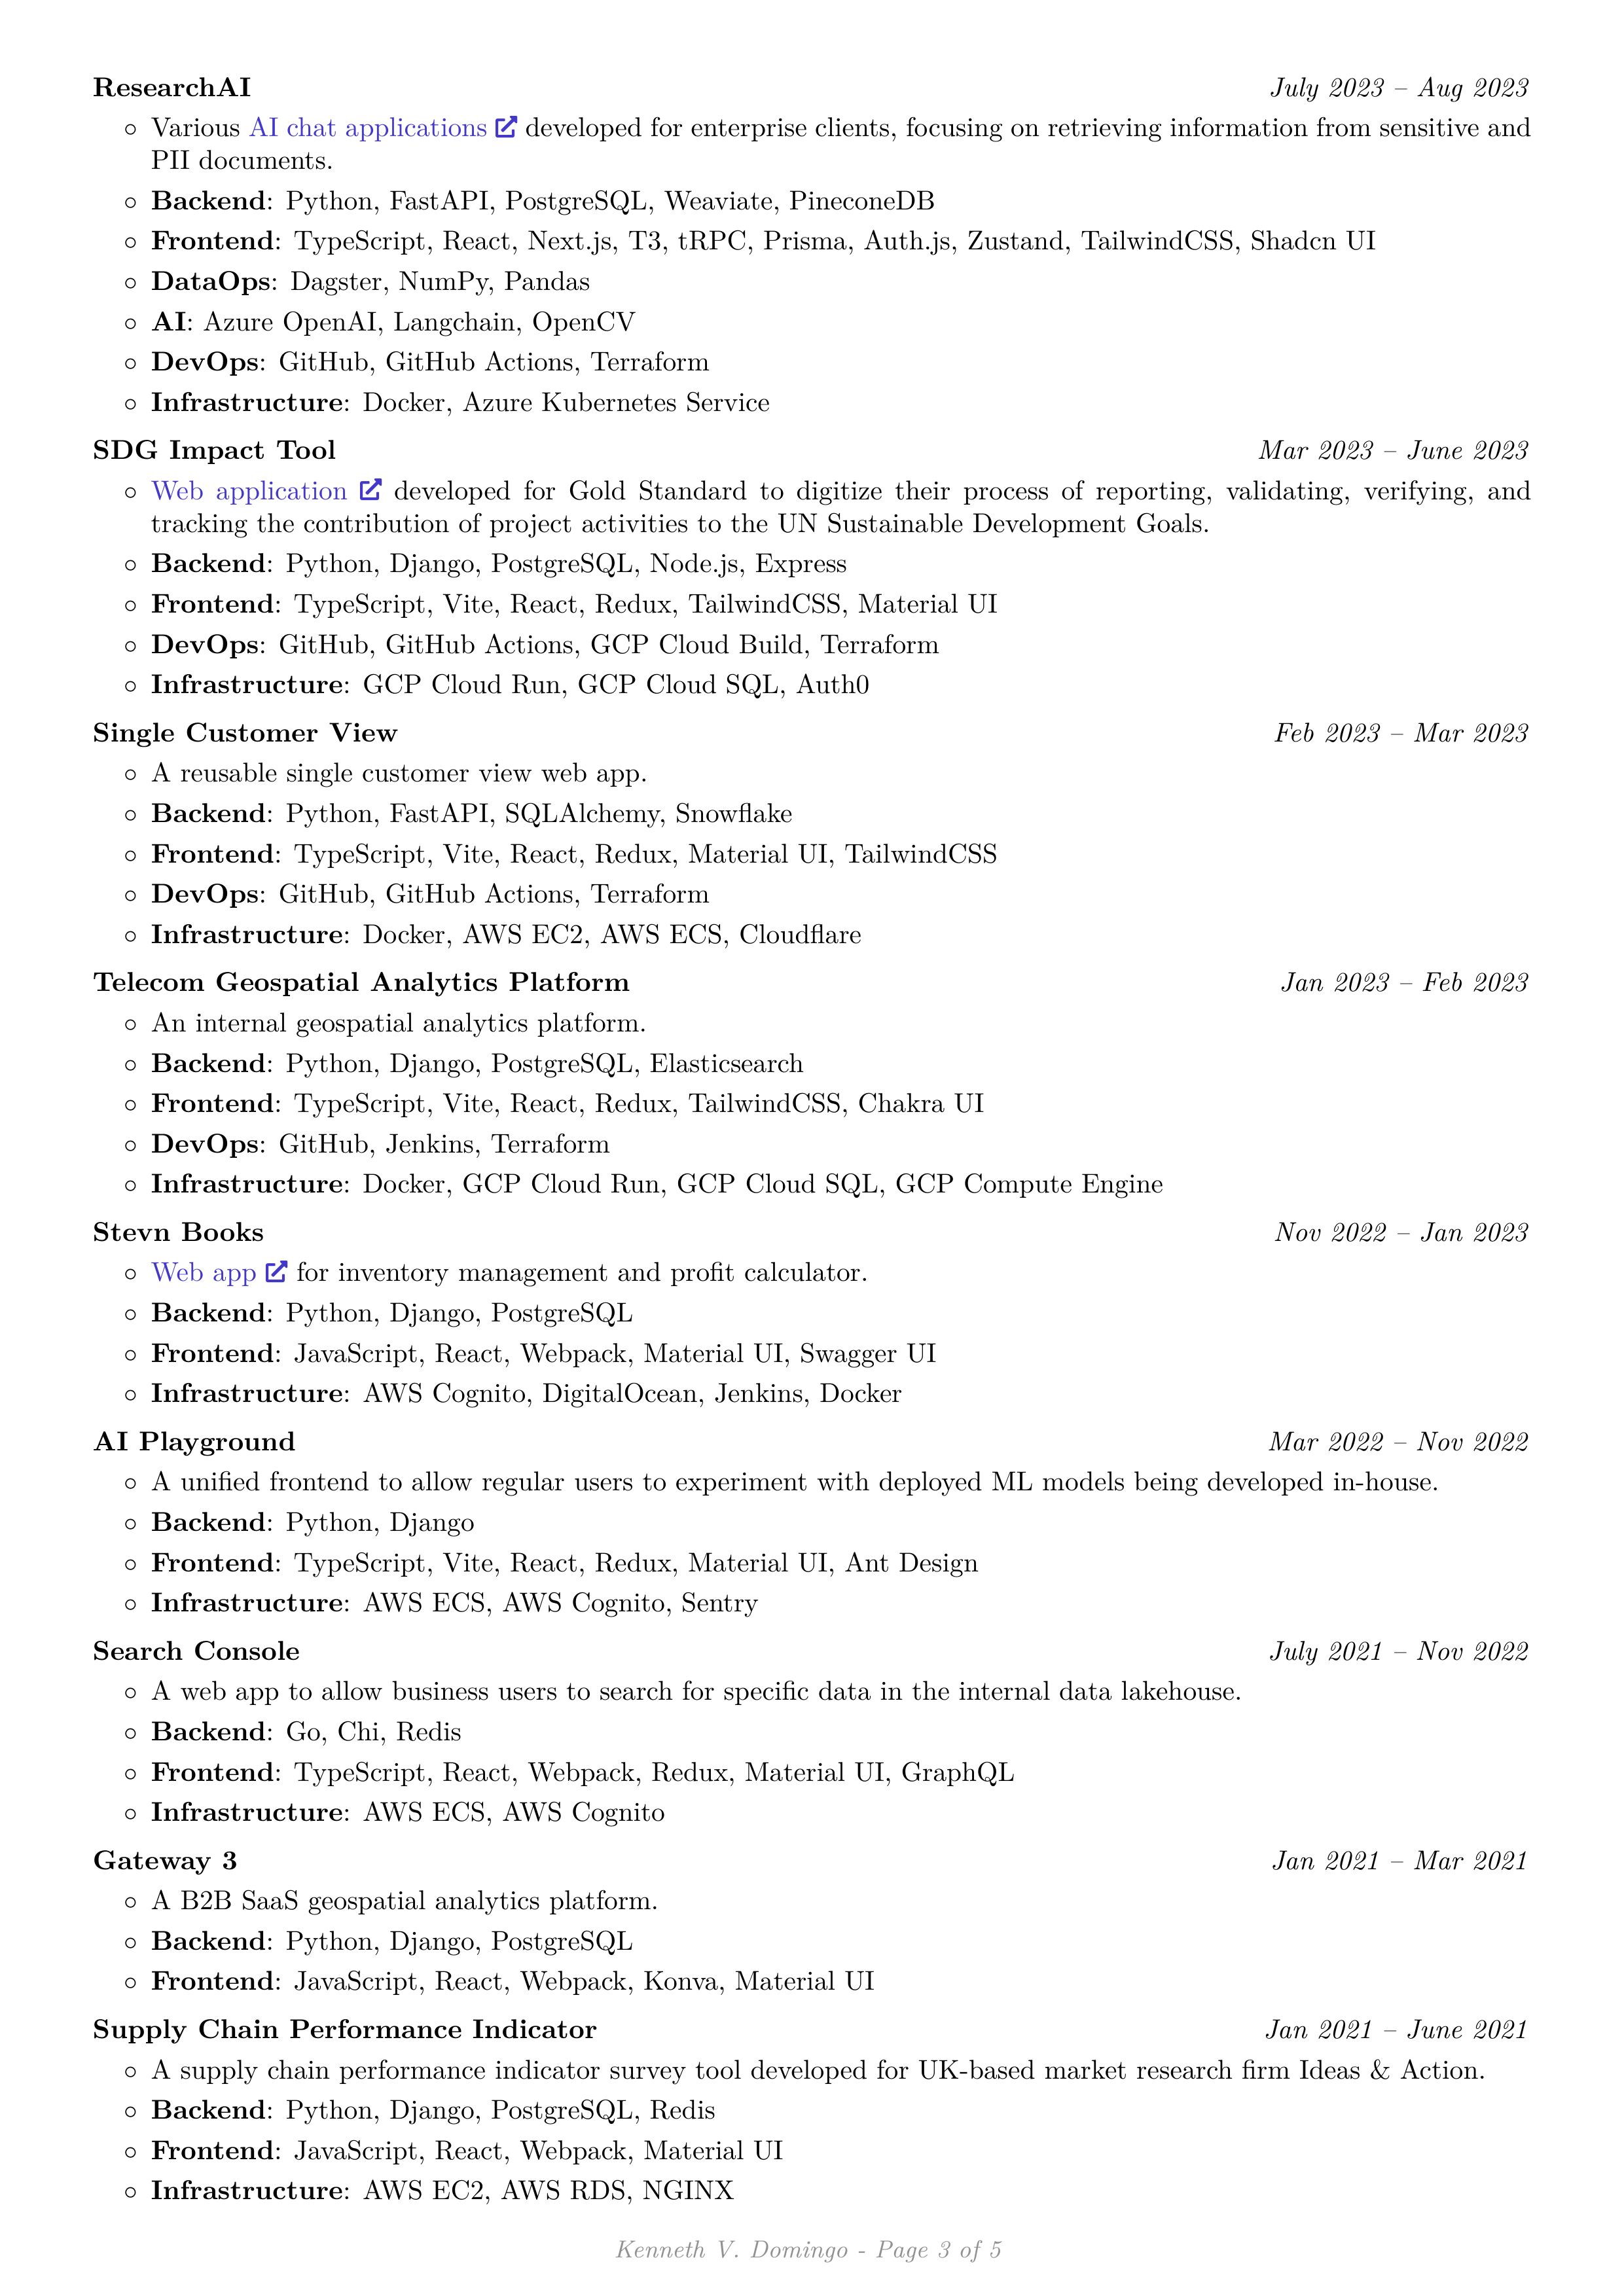 ResearchAI July 2023 – Aug 2023
◦ Various AI chat applications developed for enterprise clients, focusing on retrieving information from sensitive and
PII documents.
◦ Backend: Python, FastAPI, PostgreSQL, Weaviate, PineconeDB
◦ Frontend: TypeScript, React, Next.js, T3, tRPC, Prisma, Auth.js, Zustand, TailwindCSS, Shadcn UI
◦ DataOps: Dagster, NumPy, Pandas
◦ AI: Azure OpenAI, Langchain, OpenCV
◦ DevOps: GitHub, GitHub Actions, Terraform
◦ Infrastructure: Docker, Azure Kubernetes Service
SDG Impact Tool Mar 2023 – June 2023
◦ Web application developed for Gold Standard to digitize their process of reporting, validating, verifying, and
tracking the contribution of project activities to the UN Sustainable Development Goals.
◦ Backend: Python, Django, PostgreSQL, Node.js, Express
◦ Frontend: TypeScript, Vite, React, Redux, TailwindCSS, Material UI
◦ DevOps: GitHub, GitHub Actions, GCP Cloud Build, Terraform
◦ Infrastructure: GCP Cloud Run, GCP Cloud SQL, Auth0
Single Customer View Feb 2023 – Mar 2023
◦ A reusable single customer view web app.
◦ Backend: Python, FastAPI, SQLAlchemy, Snowflake
◦ Frontend: TypeScript, Vite, React, Redux, Material UI, TailwindCSS
◦ DevOps: GitHub, GitHub Actions, Terraform
◦ Infrastructure: Docker, AWS EC2, AWS ECS, Cloudflare
Telecom Geospatial Analytics Platform Jan 2023 – Feb 2023
◦ An internal geospatial analytics platform.
◦ Backend: Python, Django, PostgreSQL, Elasticsearch
◦ Frontend: TypeScript, Vite, React, Redux, TailwindCSS, Chakra UI
◦ DevOps: GitHub, Jenkins, Terraform
◦ Infrastructure: Docker, GCP Cloud Run, GCP Cloud SQL, GCP Compute Engine
Stevn Books Nov 2022 – Jan 2023
◦ Web app for inventory management and profit calculator.
◦ Backend: Python, Django, PostgreSQL
◦ Frontend: JavaScript, React, Webpack, Material UI, Swagger UI
◦ Infrastructure: AWS Cognito, DigitalOcean, Jenkins, Docker
AI Playground Mar 2022 – Nov 2022
◦ A unified frontend to allow regular users to experiment with deployed ML models being developed in-house.
◦ Backend: Python, Django
◦ Frontend: TypeScript, Vite, React, Redux, Material UI, Ant Design
◦ Infrastructure: AWS ECS, AWS Cognito, Sentry
Search Console July 2021 – Nov 2022
◦ A web app to allow business users to search for specific data in the internal data lakehouse.
◦ Backend: Go, Chi, Redis
◦ Frontend: TypeScript, React, Webpack, Redux, Material UI, GraphQL
◦ Infrastructure: AWS ECS, AWS Cognito
Gateway 3 Jan 2021 – Mar 2021
◦ A B2B SaaS geospatial analytics platform.
◦ Backend: Python, Django, PostgreSQL
◦ Frontend: JavaScript, React, Webpack, Konva, Material UI
Supply Chain Performance Indicator Jan 2021 – June 2021
◦ A supply chain performance indicator survey tool developed for UK-based market research firm Ideas & Action.
◦ Backend: Python, Django, PostgreSQL, Redis
◦ Frontend: JavaScript, React, Webpack, Material UI
◦ Infrastructure: AWS EC2, AWS RDS, NGINX
Kenneth V. Domingo - Page 3 of 5